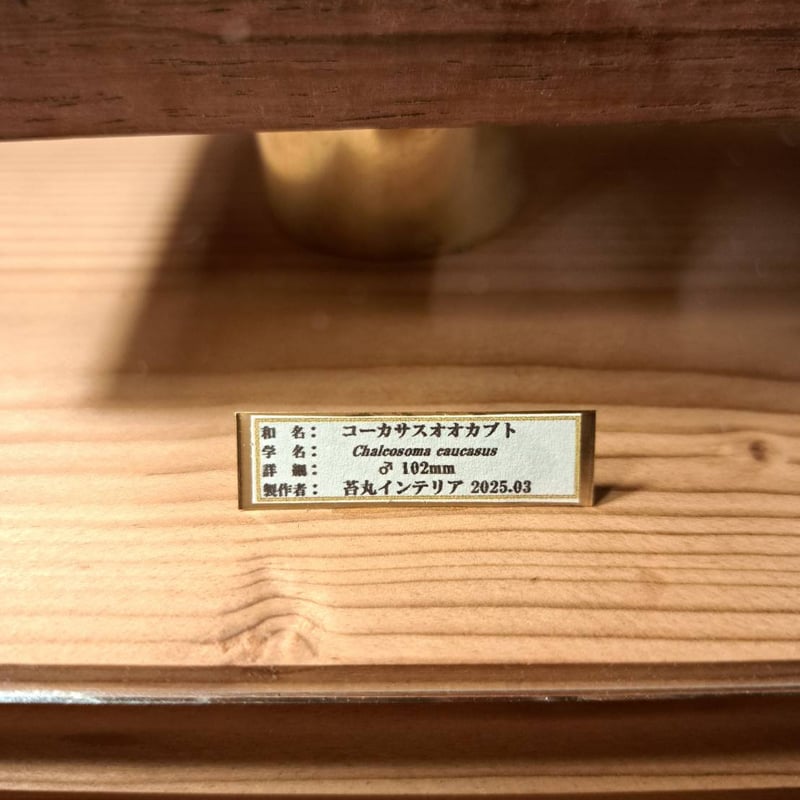 和 名： コーカサスオオカブト
学 名： Chalcosoma caucasus
詳 細： ♂ 102mm
製作者： 苔丸インテリア 2025.03